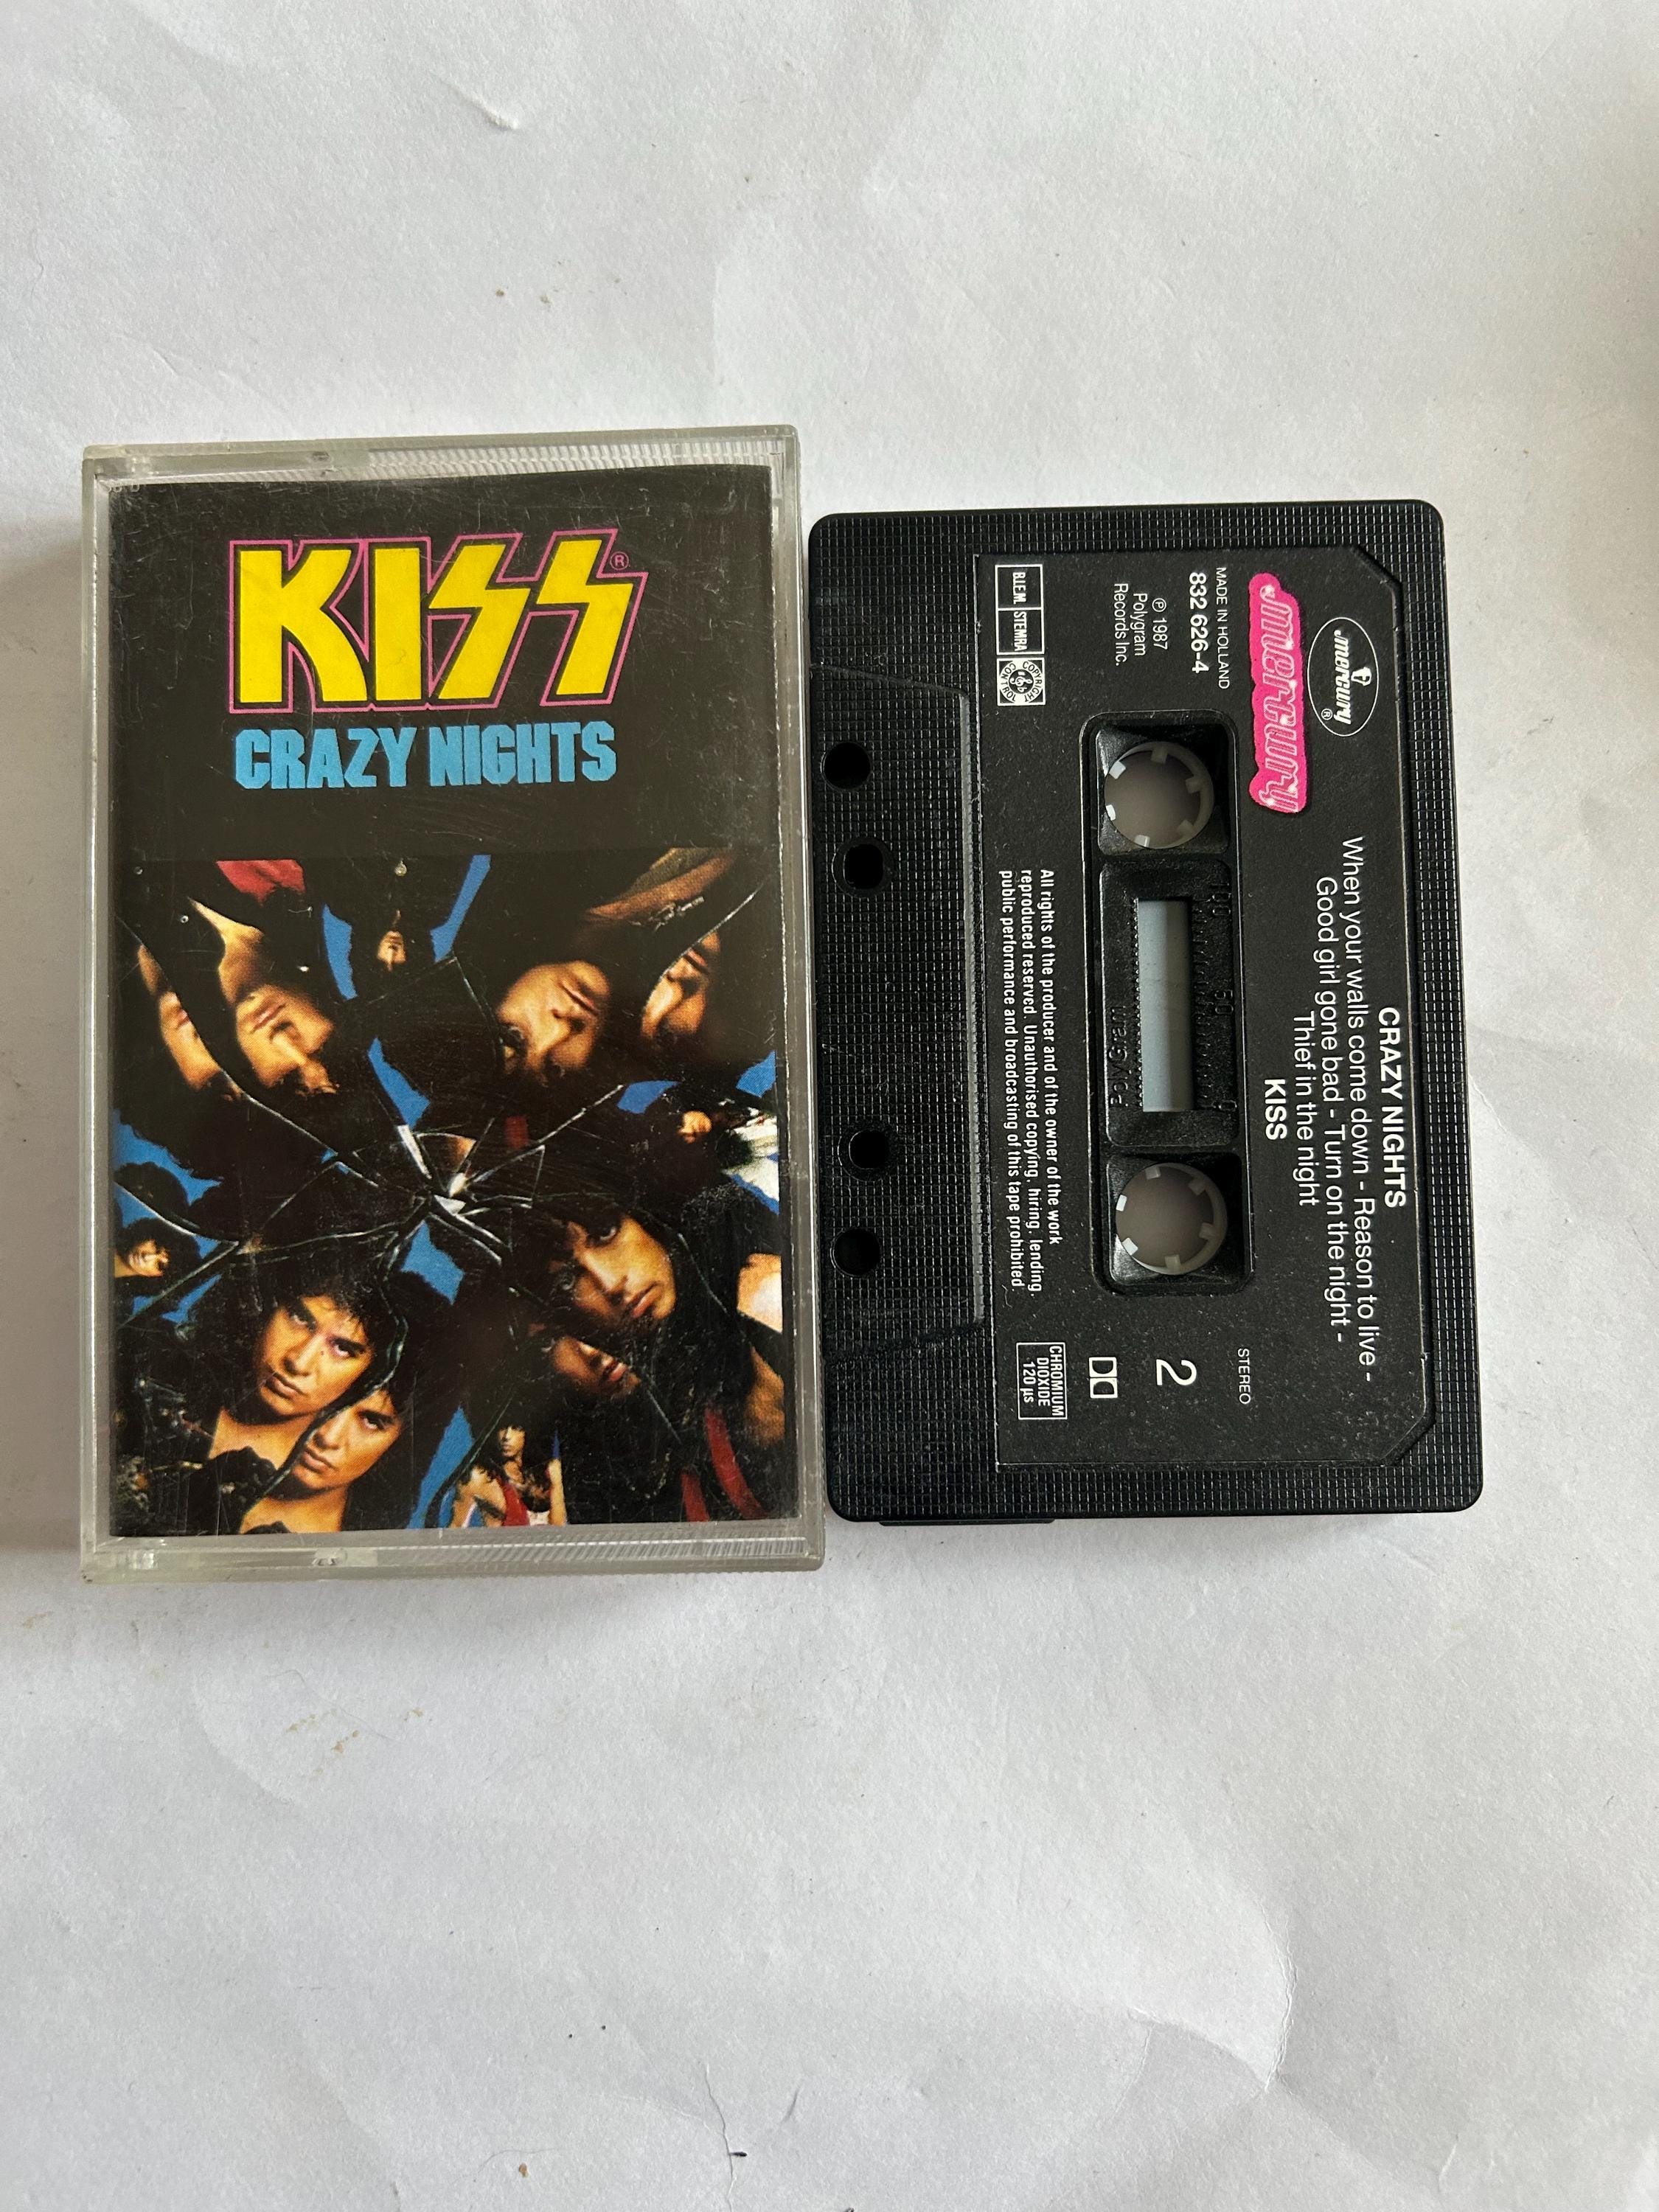 KISS®
CRAZY NIGHTS
mercury®
mercury
MADE IN HOLLAND
832 626-4
℗ 1987
Polygram
Records Inc.
B.I.E.M. STEMRA
CRAZY NIGHTS
When your walls come down - Reason to live -
Good girl gone bad - Turn on the night -
Thief in the night
KISS
STEREO
2
CHROMIUM
DIOXIDE
120 µs
All rights of the producer and of the owner of the work
reproduced reserved. Unauthorised copying, hiring, lending,
public performance and broadcasting of this tape prohibited.